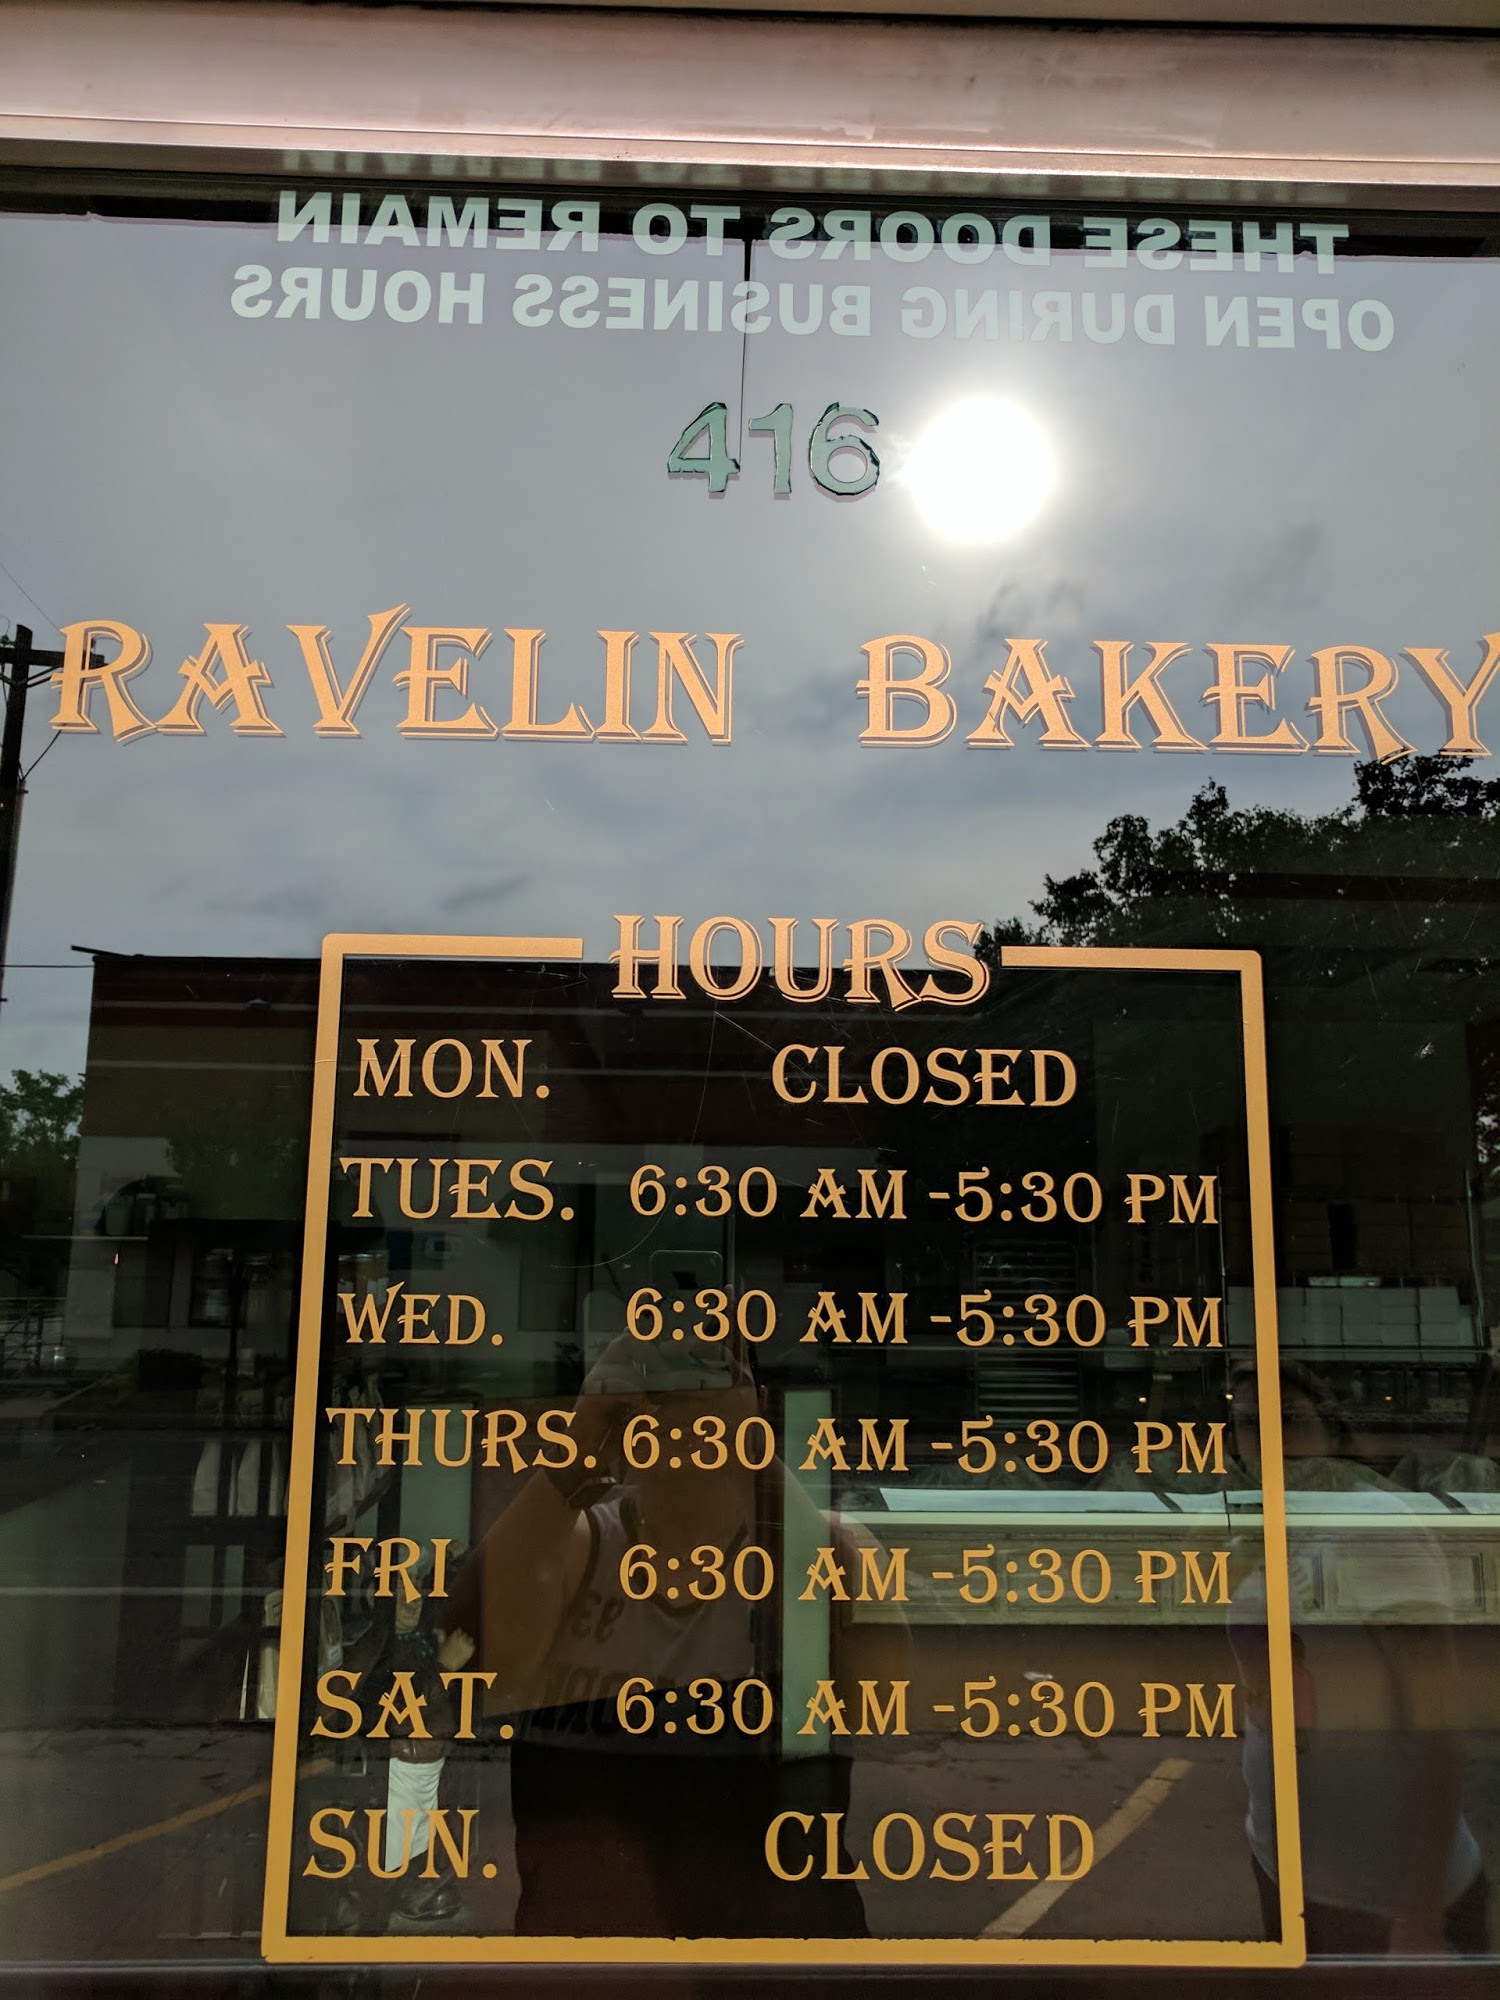 THESE DOORS TO REMAIN
OPEN DURING BUSINESS HOURS
416
RAVELIN BAKERY
HOURS
MON. CLOSED
TUES. 6:30 AM -5:30 PM
WED. 6:30 AM -5:30 PM
THURS. 6:30 AM -5:30 PM
FRI 6:30 AM -5:30 PM
SAT. 6:30 AM -5:30 PM
SUN. CLOSED
33